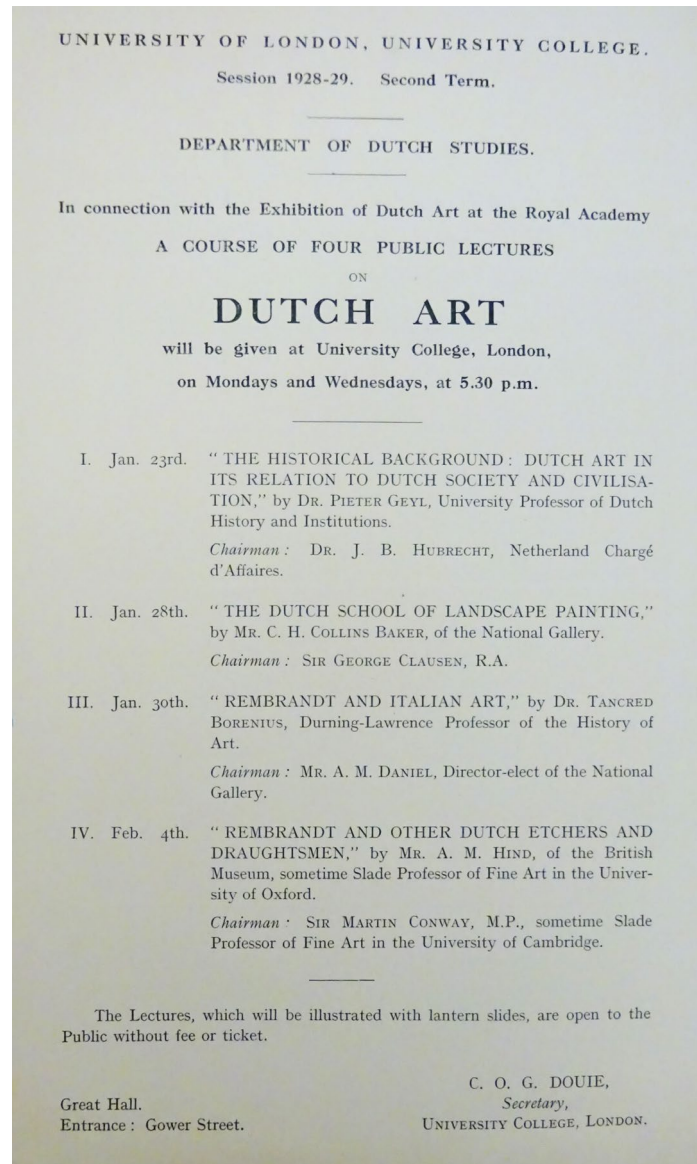 UNIVERSITY OF LONDON, UNIVERSITY COLLEGE.
Session 1928-29. Second Term.
DEPARTMENT OF DUTCH STUDIES.
In connection with the Exhibition of Dutch Art at the Royal Academy
A COURSE OF FOUR PUBLIC LECTURES
ON
DUTCH ART
will be given at University College, London,
on Mondays and Wednesdays, at 5.30 p.m.
I. Jan. 23rd. “ THE HISTORICAL BACKGROUND : DUTCH ART IN
ITS RELATION TO DUTCH SOCIETY AND CIVILISA-
TION,” by DR. PIETER GEYL, University Professor of Dutch
History and Institutions.
Chairman : DR. J. B. HUBRECHT, Netherland Chargé
d'Affaires.
II. Jan. 28th. “ THE DUTCH SCHOOL OF LANDSCAPE PAINTING,”
by MR. C. H. COLLINS BAKER, of the National Gallery.
Chairman : SIR GEORGE CLAUSEN, R.A.
III. Jan. 30th. “ REMBRANDT AND ITALIAN ART,” by DR. TANCRED
BORENIUS, Durning-Lawrence Professor of the History of
Art.
Chairman : MR. A. M. DANIEL, Director-elect of the National
Gallery.
IV. Feb. 4th. “ REMBRANDT AND OTHER DUTCH ETCHERS AND
DRAUGHTSMEN,” by MR. A. M. HIND, of the British
Museum, sometime Slade Professor of Fine Art in the Univer-
sity of Oxford.
Chairman : SIR MARTIN CONWAY, M.P., sometime Slade
Professor of Fine Art in the University of Cambridge.
The Lectures, which will be illustrated with lantern slides, are open to the
Public without fee or ticket.
C. O. G. DOUIE,
Secretary,
UNIVERSITY COLLEGE, LONDON.
Great Hall.
Entrance : Gower Street.